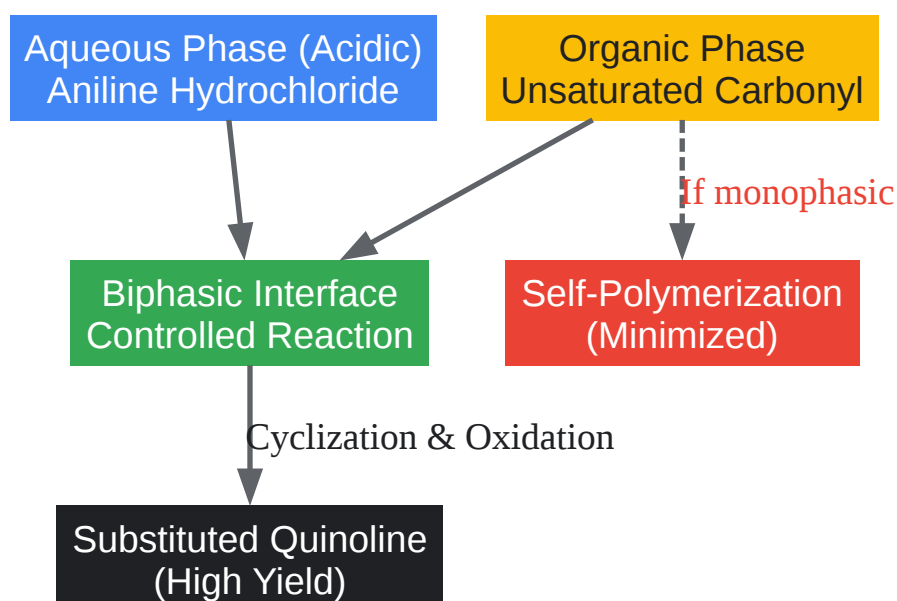 Aqueous Phase (Acidic)
Aniline Hydrochloride
Organic Phase
Unsaturated Carbonyl
If monophasic
Biphasic Interface
Controlled Reaction
Self-Polymerization
(Minimized)
Cyclization & Oxidation
Substituted Quinoline
(High Yield)